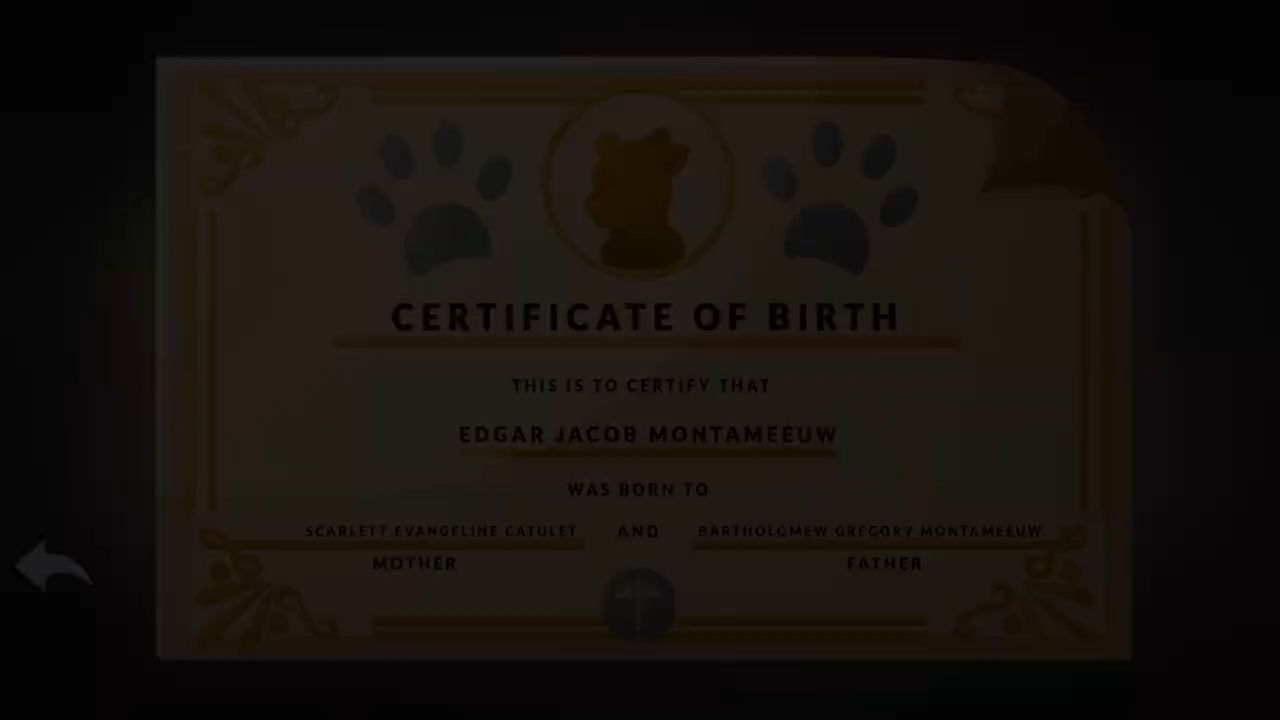 CERTIFICATE OF BIRTH
THIS IS TO CERTIFY THAT
EDGAR JACOB MONTAMEEUW
WAS BORN TO
SCARLETT EVANGELINE CATULET AND BARTHOLOMEW GREGORY MONTAMEEUW
MOTHER FATHER